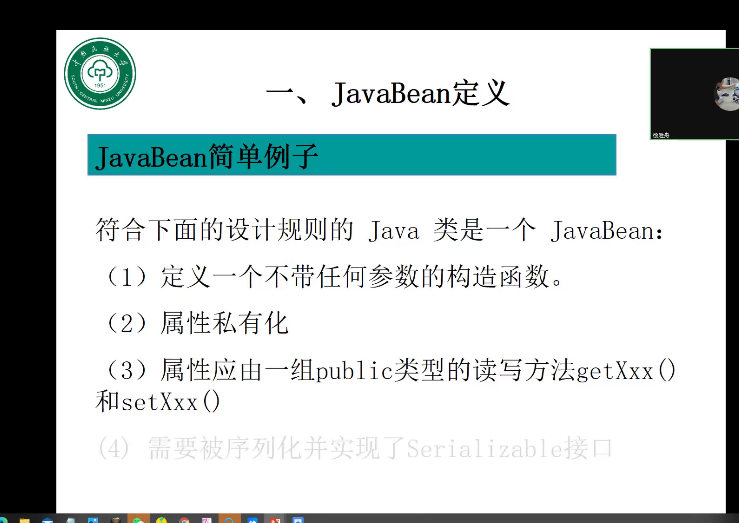 一、 JavaBean定义
JavaBean简单例子
符合下面的设计规则的 Java 类是一个 JavaBean：
（1）定义一个不带任何参数的构造函数。
（2）属性私有化
（3）属性应由一组public类型的读写方法getXxx()
和setXxx()
(4) 需要被序列化并实现了Serializable接口
1951